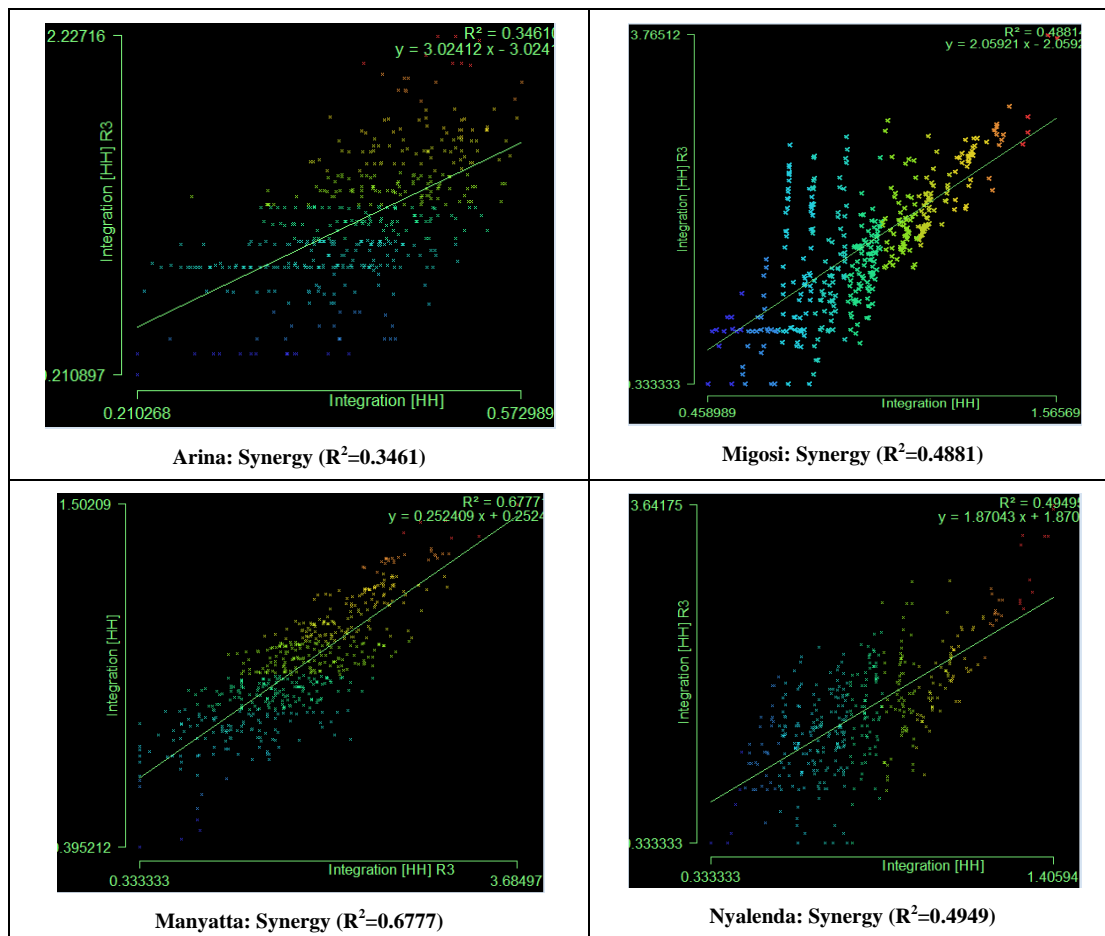 2.22716
R² = 0.34610
y = 3.02412 x - 3.0241
Integration [HH] R3
0.210897
Integration [HH]
0.210268
0.572989
Arina: Synergy (R²=0.3461)
3.76512
R² = 0.48814
y = 2.05921 x - 2.0592
Integration [HH] R3
0.333333
Integration [HH]
0.458989
1.56569
Migosi: Synergy (R²=0.4881)
1.50209
R² = 0.67771
y = 0.252409 x + 0.2524
Integration [HH]
0.395212
Integration [HH] R3
0.333333
3.68497
Manyatta: Synergy (R²=0.6777)
3.64175
R² = 0.49495
y = 1.87043 x + 1.870
Integration [HH] R3
0.333333
Integration [HH]
0.333333
1.40594
Nyalenda: Synergy (R²=0.4949)